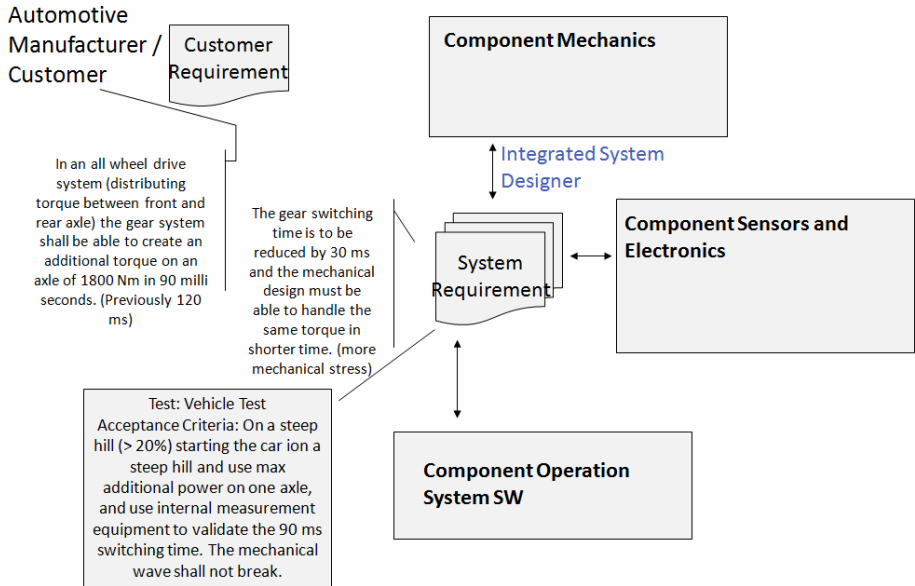 Automotive
Manufacturer /
Customer
Customer
Requirement
Component Mechanics
In an all wheel drive
system (distributing
torque between front and
rear axle) the gear system
shall be able to create an
additional torque on an
axle of 1800 Nm in 90 milli
seconds. (Previously 120
ms)
The gear switching
time is to be
reduced by 30 ms
and the mechanical
design must be
able to handle the
same torque in
shorter time. (more
mechanical stress)
Integrated System
Designer
System
Requirement
Component Sensors and
Electronics
Test: Vehicle Test
Acceptance Criteria: On a steep
hill (> 20%) starting the car ion a
steep hill and use max
additional power on one axle,
and use internal measurement
equipment to validate the 90 ms
switching time. The mechanical
wave shall not break.
Component Operation
System SW